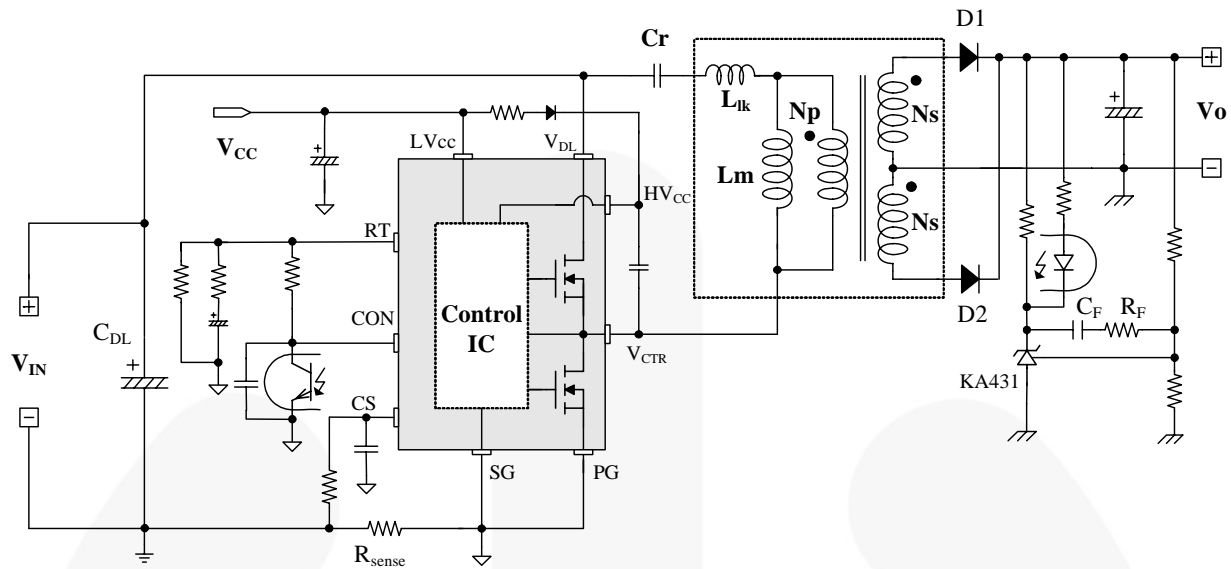 D1
Cr
+
Llk
Np
Ns
+
Vo
VCC
+
LVcc
VDL
Lm
−
HVCC
Ns
RT
+
+
CON
Control
IC
D2
CF
RF
CDL
VIN
+
VCTR
KA431
−
CS
SG
PG
Rsense